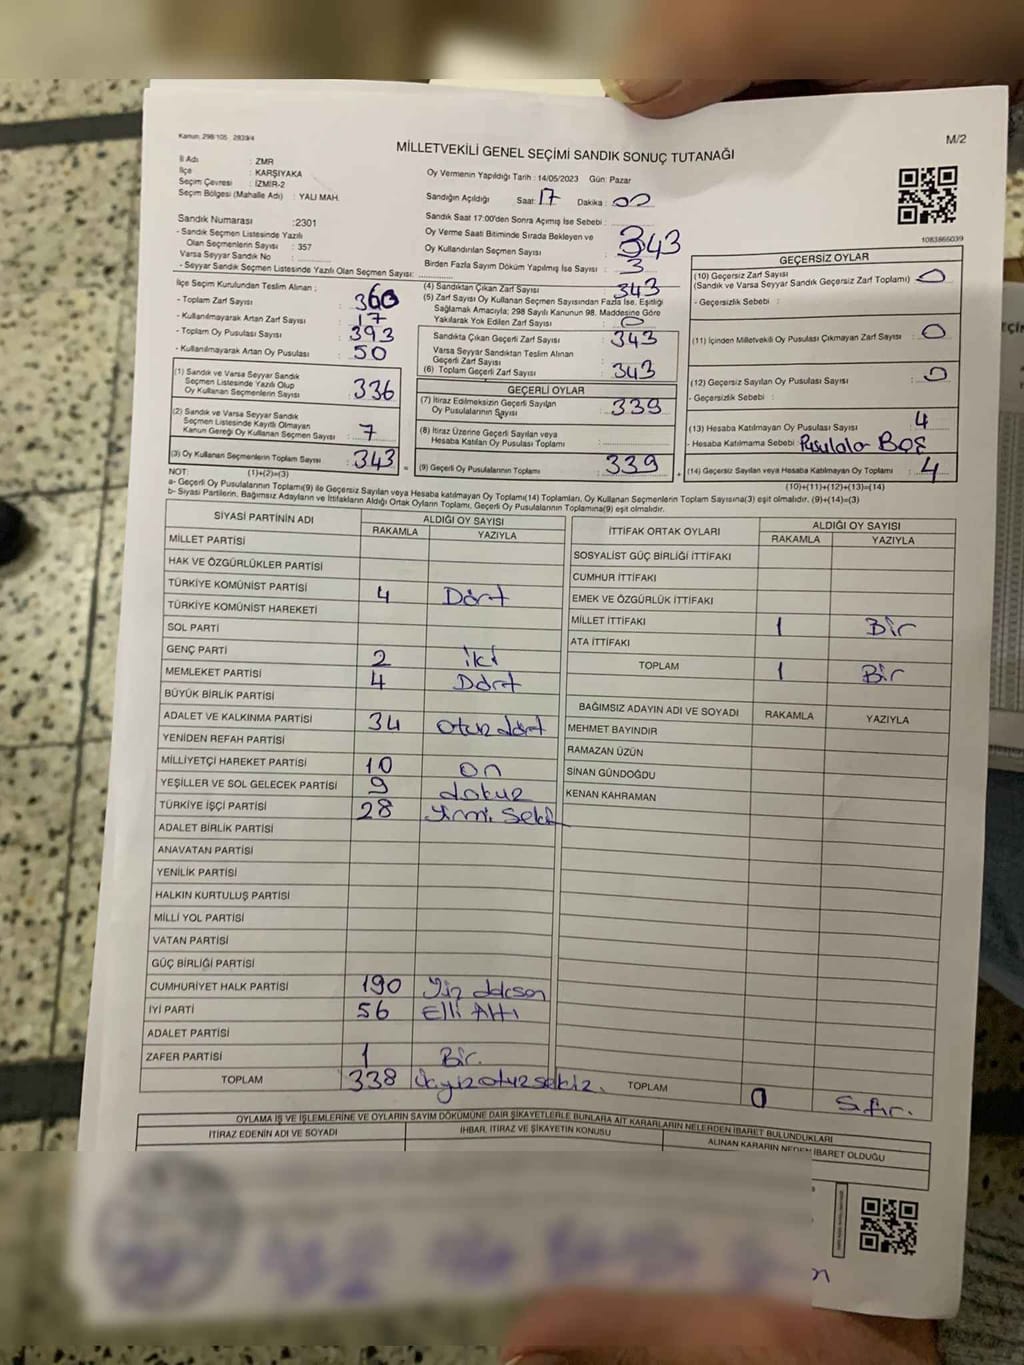 Kanun: 298/105 2839/4
M/2
MİLLETVEKİLİ GENEL SEÇİMİ SANDIK SONUÇ TUTANAĞI
İl Adı : ZMR
İlçe : KARŞIYAKA
Seçim Çevresi : İZMİR-2
Seçim Bölgesi (Mahalle Adı) : YALI MAH.
Oy Vermenin Yapıldığı Tarih : 14/05/2023 Gün: Pazar
Sandığın Açıldığı Saat: 17 Dakika : 00
Sandık Saat 17:00'den Sonra Açımış İse Sebebi :
Sandık Numarası :2301
- Sandık Seçmen Listesinde Yazılı
Olan Seçmenlerin Sayısı : 357
Varsa Seyyar Sandık No :
- Seyyar Sandık Seçmen Listesinde Yazılı Olan Seçmen Sayısı:
Oy Verme Saati Bitiminde Sırada Bekleyen ve
Oy Kullandırılan Seçmen Sayısı : 343
Birden Fazla Sayım Döküm Yapılmış İse Sayısı : 3
1083866039
İlçe Seçim Kurulundan Teslim Alınan ;
- Toplam Zarf Sayısı : 360
- Kullanılmayarak Artan Zarf Sayısı : 17
- Toplam Oy Pusulası Sayısı : 393
- Kullanılmayarak Artan Oy Pusulası : 50
(1) Sandık ve Varsa Seyyar Sandık
Seçmen Listesinde Yazılı Olup
Oy Kullanan Seçmenlerin Sayısı : 336
(2) Sandık ve Varsa Seyyar Sandık
Seçmen Listesinde Kayıtlı Olmayan
Kanun Gereği Oy Kullanan Seçmen Sayısı : 7
(3) Oy Kullanan Seçmenlerin Toplam Sayısı : 343
(1)+(2)=(3)
(4) Sandıktan Çıkan Zarf Sayısı : 343
(5) Zarf Sayısı Oy Kullanan Seçmen Sayısından Fazla İse, Eşitliği
Sağlamak Amacıyla; 298 Sayılı Kanunun 98. Maddesine Göre
Yakılarak Yok Edilen Zarf Sayısı : 0
Sandıkta Çıkan Geçerli Zarf Sayısı : 343
Varsa Seyyar Sandıktan Teslim Alınan
Geçerli Zarf Sayısı :
(6) Toplam Geçerli Zarf Sayısı : 343
GEÇERLİ OYLAR
(7) İtiraz Edilmeksizin Geçerli Sayılan
Oy Pusulalarının Sayısı : 339
(8) İtiraz Üzerine Geçerli Sayılan veya
Hesaba Katılan Oy Pusulası Toplamı :
(9) Geçerli Oy Pusulalarının Toplamı : 339
GEÇERSİZ OYLAR
(10) Geçersiz Zarf Sayısı
(Sandık ve Varsa Seyyar Sandık Geçersiz Zarf Toplamı) : 0
- Geçersizlik Sebebi :
(11) İçinden Milletvekili Oy Pusulası Çıkmayan Zarf Sayısı : 0
(12) Geçersiz Sayılan Oy Pusulası Sayısı : 0
- Geçersizlik Sebebi :
(13) Hesaba Katılmayan Oy Pusulası Sayısı : 4
- Hesaba Katılmama Sebebi : Pusulala Boş
(14) Geçersiz Sayılan veya Hesaba Katılmayan Oy Toplamı : 4
(10)+(11)+(12)+(13)=(14)
NOT:
a- Geçerli Oy Pusulalarının Toplamı(9) ile Geçersiz Sayılan veya Hesaba katılmayan Oy Toplamı(14) Toplamları, Oy Kullanan Seçmenlerin Toplam Sayısına(3) eşit olmalıdır. (9)+(14)=(3)
b- Siyasi Partilerin, Bağımsız Adayların ve İttifakların Aldığı Ortak Oyların Toplamı, Geçerli Oy Pusulalarının Toplamına(9) eşit olmalıdır.
SİYASİ PARTİNİN ADI ALDIĞI OY SAYISI
RAKAMLA YAZIYLA
MİLLET PARTİSİ
HAK VE ÖZGÜRLÜKLER PARTİSİ
TÜRKİYE KOMÜNİST PARTİSİ 4 Dört
TÜRKİYE KOMÜNİST HAREKETİ
SOL PARTİ
GENÇ PARTİ 2 iki
MEMLEKET PARTİSİ 4 Dört
BÜYÜK BİRLİK PARTİSİ
ADALET VE KALKINMA PARTİSİ 34 otuz dört
YENİDEN REFAH PARTİSİ
MİLLİYETÇİ HAREKET PARTİSİ 10 on
YEŞİLLER VE SOL GELECEK PARTİSİ 9 dokuz
TÜRKİYE İŞÇİ PARTİSİ 28 yirmi sekiz
ADALET BİRLİK PARTİSİ
ANAVATAN PARTİSİ
YENİLİK PARTİSİ
HALKIN KURTULUŞ PARTİSİ
MİLLİ YOL PARTİSİ
VATAN PARTİSİ
GÜÇ BİRLİĞİ PARTİSİ
CUMHURİYET HALK PARTİSİ 190 Yüz doksan
İYİ PARTİ 56 Elli Altı
ADALET PARTİSİ
ZAFER PARTİSİ 1 Bir.
TOPLAM 338 üçyüzotuzsekiz.
İTTİFAK ORTAK OYLARI ALDIĞI OY SAYISI
RAKAMLA YAZIYLA
SOSYALİST GÜÇ BİRLİĞİ İTTİFAKI
CUMHUR İTTİFAKI
EMEK VE ÖZGÜRLÜK İTTİFAKI
MİLLET İTTİFAKI 1 Bir
ATA İTTİFAKI
TOPLAM 1 Bir
BAĞIMSIZ ADAYIN ADI VE SOYADI RAKAMLA YAZIYLA
MEHMET BAYINDIR
RAMAZAN ÜZÜN
SİNAN GÜNDOĞDU
KENAN KAHRAMAN
TOPLAM 0 Sıfır.
OYLAMA İŞ VE İŞLEMLERİNE VE OYLARIN SAYIM DÖKÜMÜNE DAİR ŞİKAYETLERLE BUNLARA AİT KARARLARIN NELERDEN İBARET BULUNDUKLARI
İTİRAZ EDENİN ADI VE SOYADI İHBAR, İTİRAZ VE ŞİKAYETİN KONUSU ALINAN KARARIN NEDEN İBARET OLDUĞU